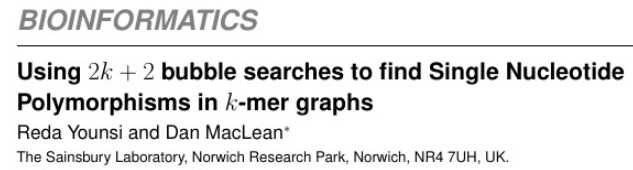 BIOINFORMATICS
Using 2k + 2 bubble searches to find Single Nucleotide
Polymorphisms in k-mer graphs
Reda Younsi and Dan MacLean*
The Sainsbury Laboratory, Norwich Research Park, Norwich, NR4 7UH, UK.